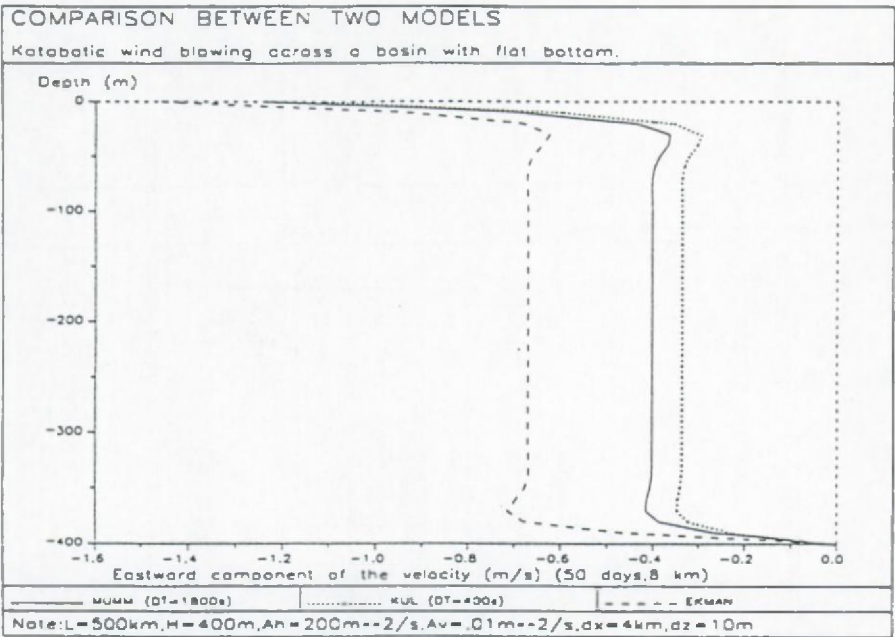 COMPARISON BETWEEN TWO MODELS
Katabatic wind blowing across a basin with flat bottom.
Depth (m)
0
-100
-200
-300
-400
-1.6 -1.4 -1.2 -1.0 -0.8 -0.6 -0.4 -0.2 0.0
Eastward component of the velocity (m/s) (50 days,8 km)
MUMM (DT=1800s) KUL (DT=400s) EKMAN
Note:L=500km,H=400m,Ah=200m--2/s,Av=.01m--2/s,dx=4km,dz=10m